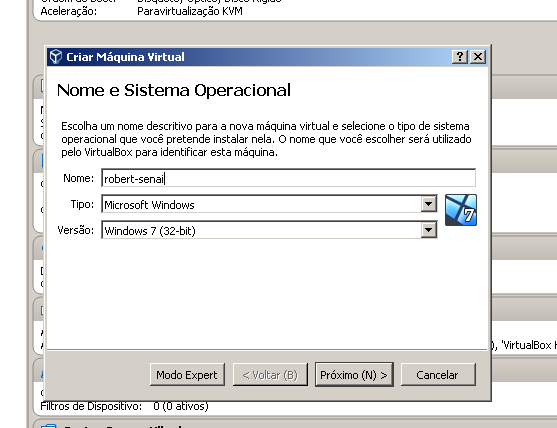 Aceleração: Paravirtualização KVM
Criar Máquina Virtual
Nome e Sistema Operacional
Escolha um nome descritivo para a nova máquina virtual e selecione o tipo de sistema
operacional que você pretende instalar nela. O nome que você escolher será utilizado
pelo VirtualBox para identificar esta máquina.
Nome: robert-senai
Tipo: Microsoft Windows
7
Versão: Windows 7 (32-bit)
), 'VirtualBox H
Modo Expert < Voltar (B) Próximo (N) > Cancelar
Filtros de Dispositivo: 0 (0 ativos)